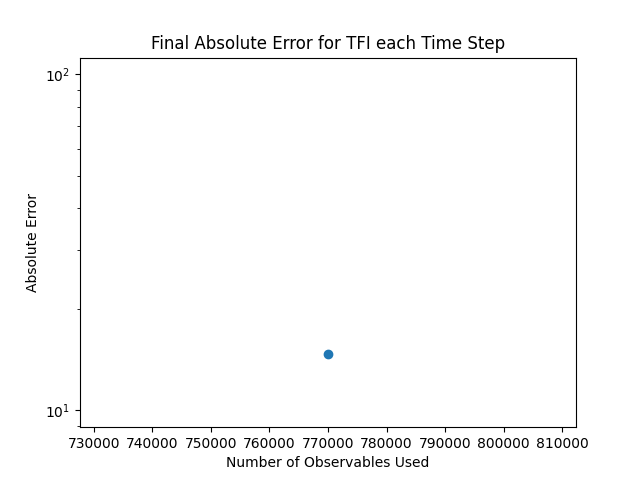 Final Absolute Error for TFI each Time Step
10²
Absolute Error
10¹
730000 740000 750000 760000 770000 780000 790000 800000 810000
Number of Observables Used